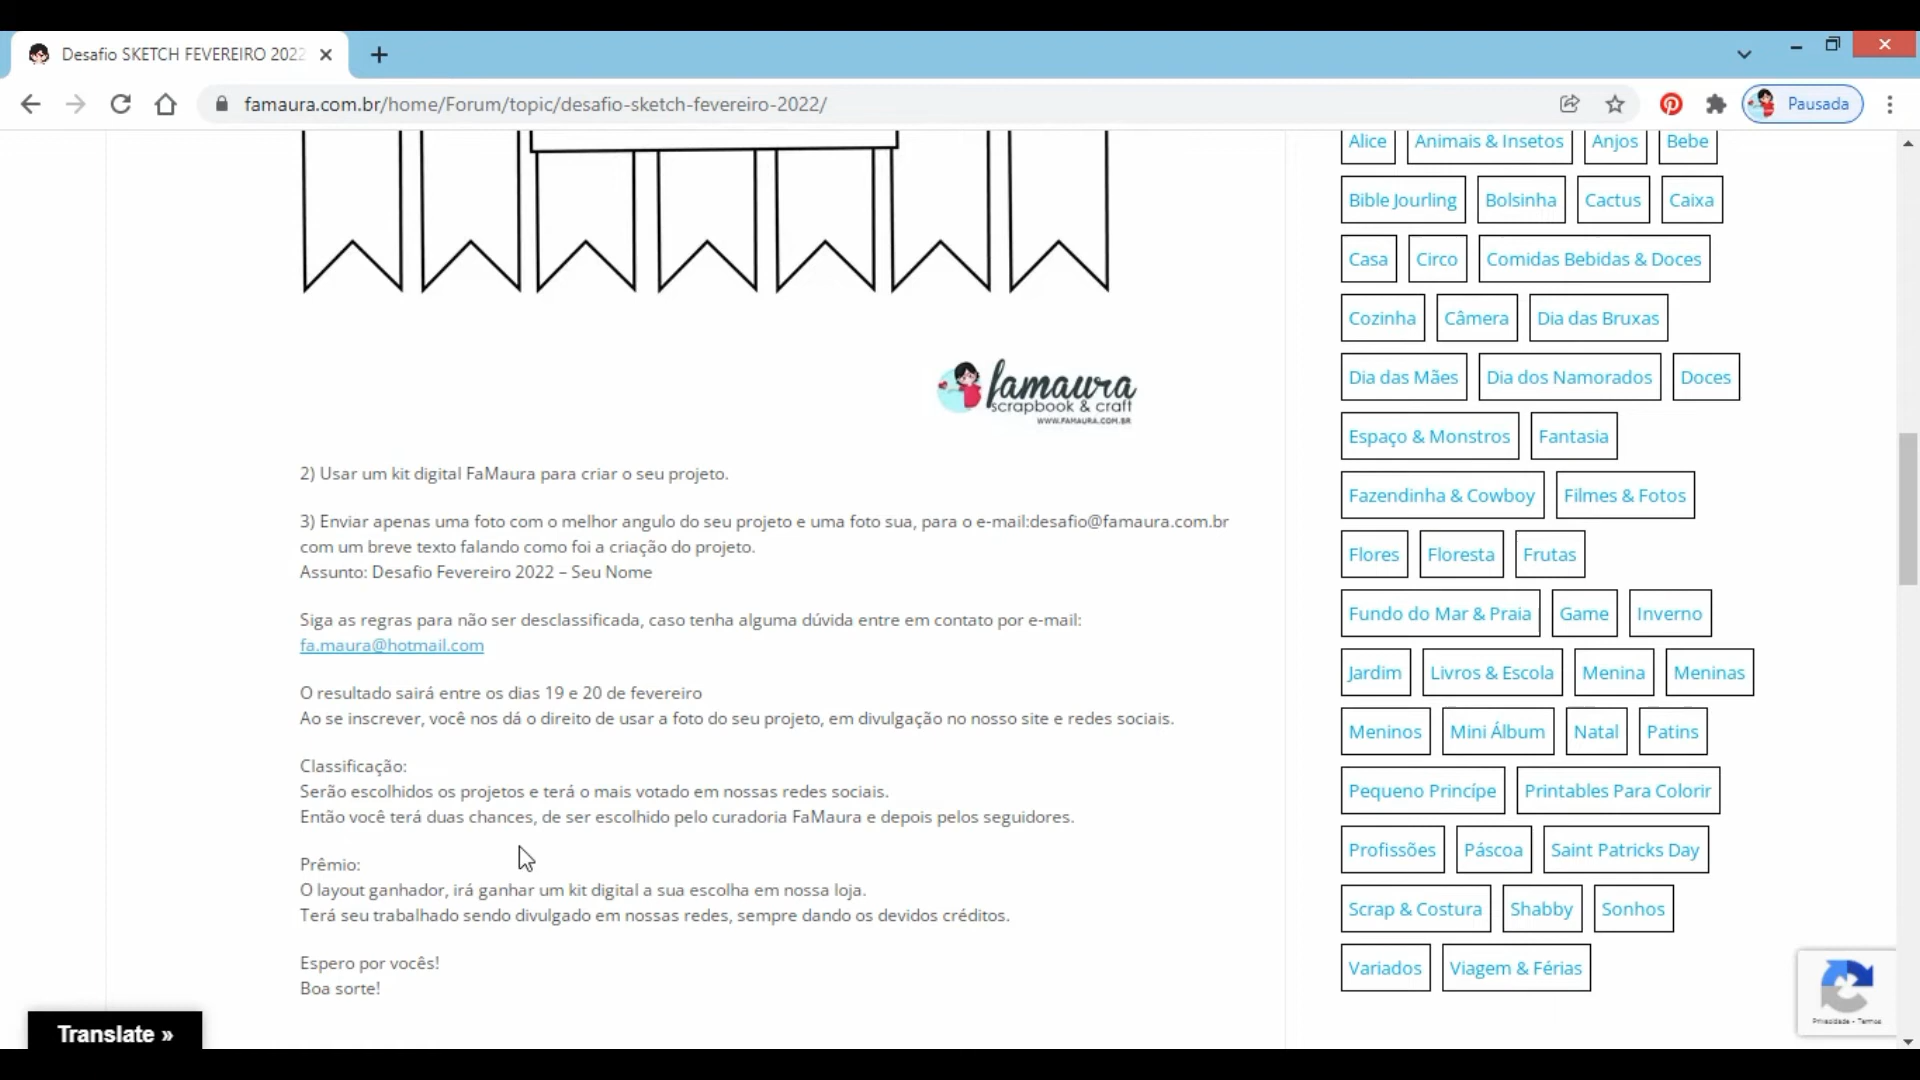 Desafio SKETCH FEVEREIRO 2022
famaura.com.br/home/Forum/topic/desafio-sketch-fevereiro-2022/
Pausada
famaura
scrapbook & craft
WWW.FAMAURA.COM.BR
2) Usar um kit digital FaMaura para criar o seu projeto.
3) Enviar apenas uma foto com o melhor angulo do seu projeto e uma foto sua, para o e-mail:desafio@famaura.com.br
com um breve texto falando como foi a criação do projeto.
Assunto: Desafio Fevereiro 2022 – Seu Nome
Siga as regras para não ser desclassificada, caso tenha alguma dúvida entre em contato por e-mail:
fa.maura@hotmail.com
O resultado sairá entre os dias 19 e 20 de fevereiro
Ao se inscrever, você nos dá o direito de usar a foto do seu projeto, em divulgação no nosso site e redes sociais.
Classificação:
Serão escolhidos os projetos e terá o mais votado em nossas redes sociais.
Então você terá duas chances, de ser escolhido pelo curadoria FaMaura e depois pelos seguidores.
Prêmio:
O layout ganhador, irá ganhar um kit digital a sua escolha em nossa loja.
Terá seu trabalhado sendo divulgado em nossas redes, sempre dando os devidos créditos.
Espero por vocês!
Boa sorte!
Translate »
Alice Animais & Insetos Anjos Bebe
Bible Jourling Bolsinha Cactus Caixa
Casa Circo Comidas Bebidas & Doces
Cozinha Câmera Dia das Bruxas
Dia das Mães Dia dos Namorados Doces
Espaço & Monstros Fantasia
Fazendinha & Cowboy Filmes & Fotos
Flores Floresta Frutas
Fundo do Mar & Praia Game Inverno
Jardim Livros & Escola Menina Meninas
Meninos Mini Álbum Natal Patins
Pequeno Princípe Printables Para Colorir
Profissões Páscoa Saint Patricks Day
Scrap & Costura Shabby Sonhos
Variados Viagem & Férias
Privacidade - Termos